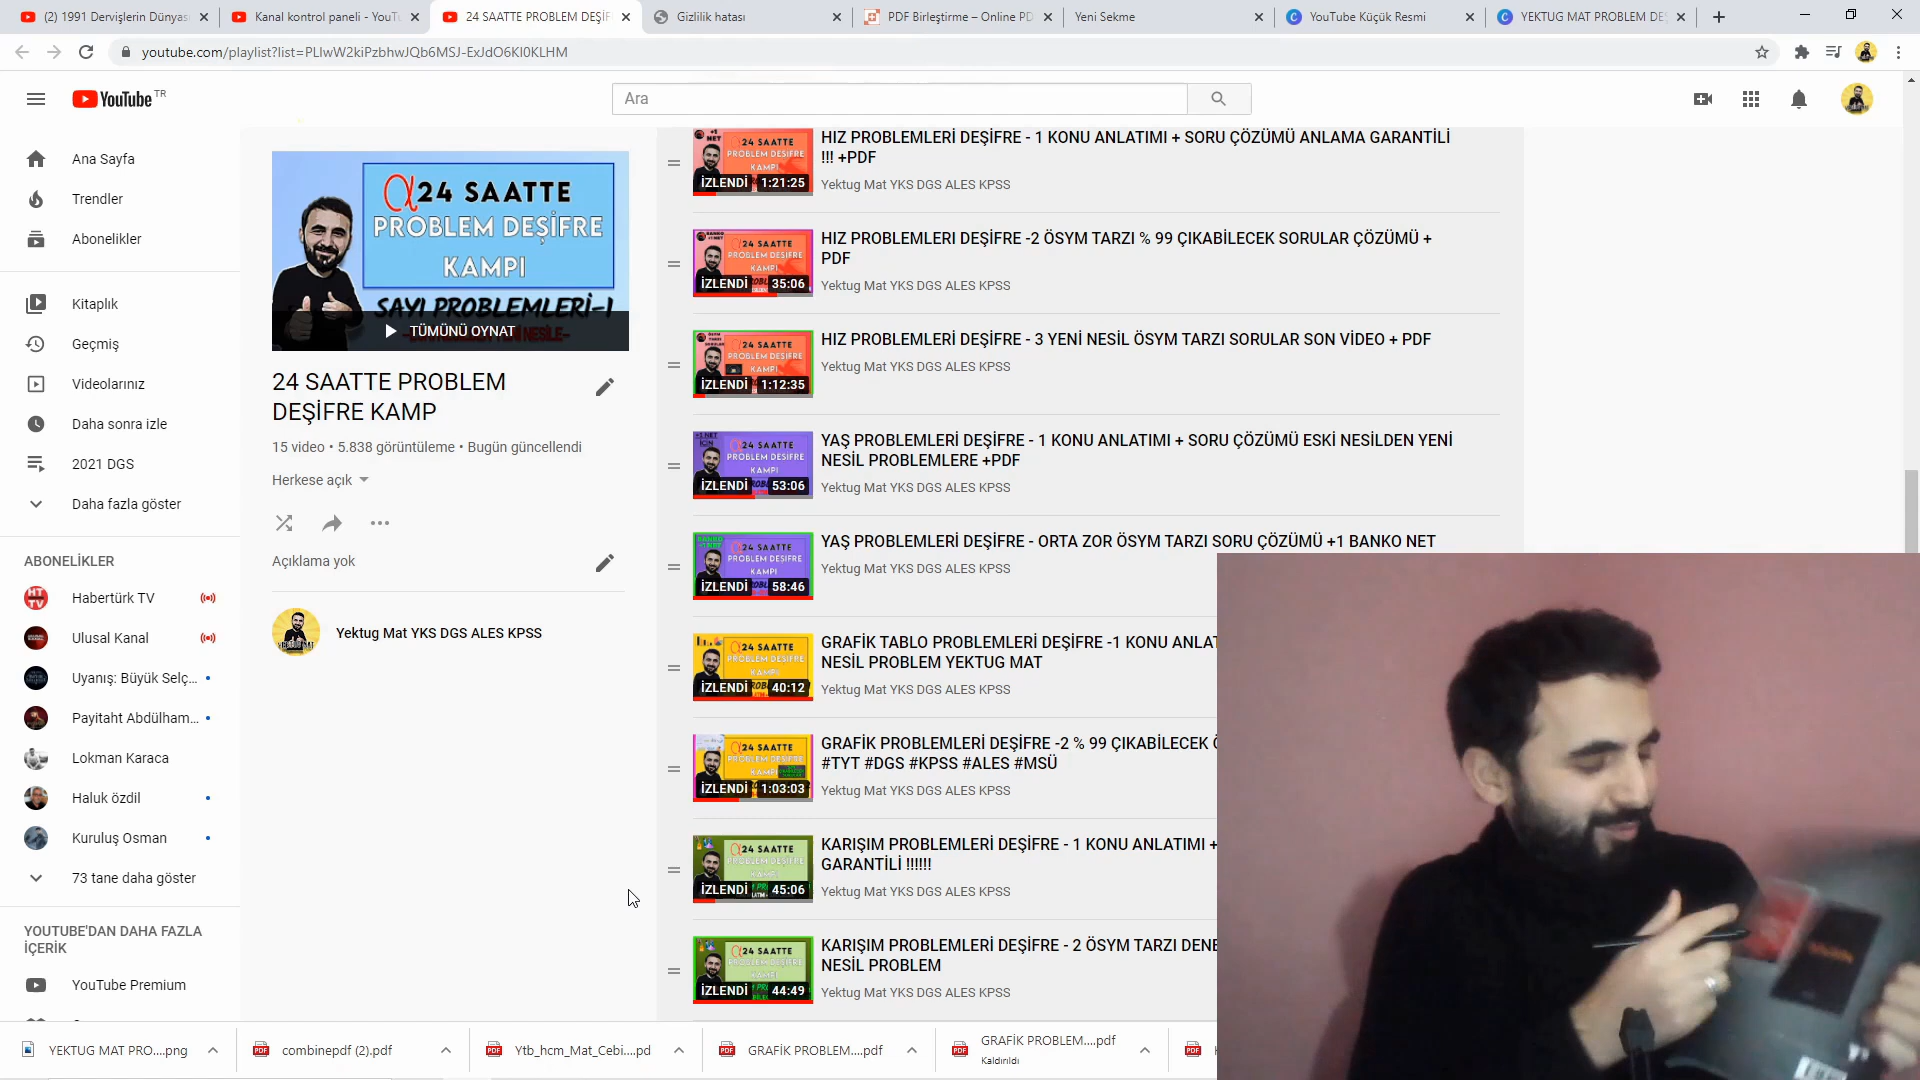 (2) 1991 Dervişlerin Dünyası
Kanal kontrol paneli - YouT
24 SAATTE PROBLEM DEŞİF
Gizlilik hatası
PDF Birleştirme – Online PD
Yeni Sekme
YouTube Küçük Resmi
YEKTUG MAT PROBLEM DE
youtube.com/playlist?list=PLlwW2kiPzbhwJQb6MSJ-ExJdO6Kl0KLHM
YouTube TR
Ara
Ana Sayfa
Trendler
Abonelikler
Kitaplık
Geçmiş
Videolarınız
Daha sonra izle
2021 DGS
Daha fazla göster
ABONELİKLER
Habertürk TV
Ulusal Kanal
Uyanış: Büyük Selç...
Payitaht Abdülham...
Lokman Karaca
Haluk özdil
Kuruluş Osman
73 tane daha göster
YOUTUBE'DAN DAHA FAZLA
İÇERİK
YouTube Premium
24 SAATTE
PROBLEM DEŞİFRE
KAMPI
SAYI PROBLEMLERİ-1
TÜMÜNÜ OYNAT
24 SAATTE PROBLEM
DEŞİFRE KAMP
15 video • 5.838 görüntüleme • Bugün güncellendi
Herkese açık
Açıklama yok
Yektug Mat YKS DGS ALES KPSS
HIZ PROBLEMLERİ DEŞİFRE - 1 KONU ANLATIMI + SORU ÇÖZÜMÜ ANLAMA GARANTİLİ
!!! +PDF
Yektug Mat YKS DGS ALES KPSS
İZLENDİ 1:21:25
HIZ PROBLEMLERI DEŞİFRE -2 ÖSYM TARZI % 99 ÇIKABİLECEK SORULAR ÇÖZÜMÜ +
PDF
Yektug Mat YKS DGS ALES KPSS
İZLENDİ 35:06
HIZ PROBLEMLERİ DEŞİFRE - 3 YENİ NESİL ÖSYM TARZI SORULAR SON VİDEO + PDF
Yektug Mat YKS DGS ALES KPSS
İZLENDİ 1:12:35
YAŞ PROBLEMLERİ DEŞİFRE - 1 KONU ANLATIMI + SORU ÇÖZÜMÜ ESKİ NESİLDEN YENİ
NESİL PROBLEMLERE +PDF
Yektug Mat YKS DGS ALES KPSS
İZLENDİ 53:06
YAŞ PROBLEMLERİ DEŞİFRE - ORTA ZOR ÖSYM TARZI SORU ÇÖZÜMÜ +1 BANKO NET
Yektug Mat YKS DGS ALES KPSS
İZLENDİ 58:46
GRAFİK TABLO PROBLEMLERİ DEŞİFRE -1 KONU ANLAT
NESİL PROBLEM YEKTUG MAT
Yektug Mat YKS DGS ALES KPSS
İZLENDİ 40:12
GRAFİK PROBLEMLERİ DEŞİFRE -2 % 99 ÇIKABİLECEK
#TYT #DGS #KPSS #ALES #MSÜ
Yektug Mat YKS DGS ALES KPSS
İZLENDİ 1:03:03
KARIŞIM PROBLEMLERİ DEŞİFRE - 1 KONU ANLATIMI +
GARANTİLİ !!!!!!
Yektug Mat YKS DGS ALES KPSS
İZLENDİ 45:06
KARIŞIM PROBLEMLERİ DEŞİFRE - 2 ÖSYM TARZI DENE
NESİL PROBLEM
Yektug Mat YKS DGS ALES KPSS
İZLENDİ 44:49
YEKTUG MAT PRO....png
combinepdf (2).pdf
Ytb_hcm_Mat_Cebi....pd
GRAFİK PROBLEM....pdf
GRAFİK PROBLEM....pdf
Kaldırıldı